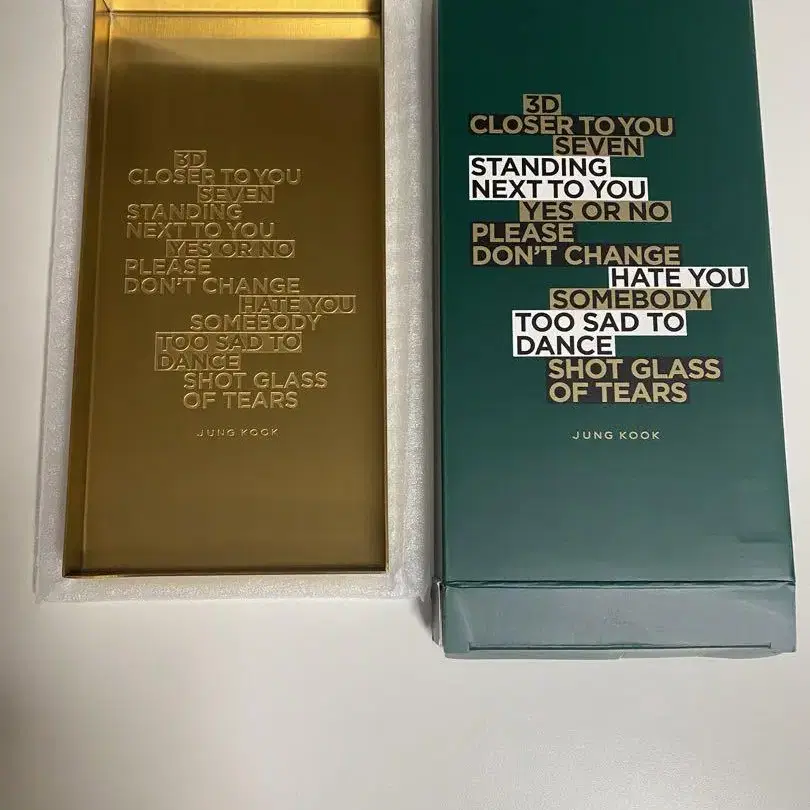 3D
CLOSER TO YOU
SEVEN
STANDING
NEXT TO YOU
YES OR NO
PLEASE
DON'T CHANGE
HATE YOU
SOMEBODY
TOO SAD TO
DANCE
SHOT GLASS
OF TEARS
JUNG KOOK
3D
CLOSER TO YOU
SEVEN
STANDING
NEXT TO YOU
YES OR NO
PLEASE
DON'T CHANGE
HATE YOU
SOMEBODY
TOO SAD TO
DANCE
SHOT GLASS
OF TEARS
JUNG KOOK